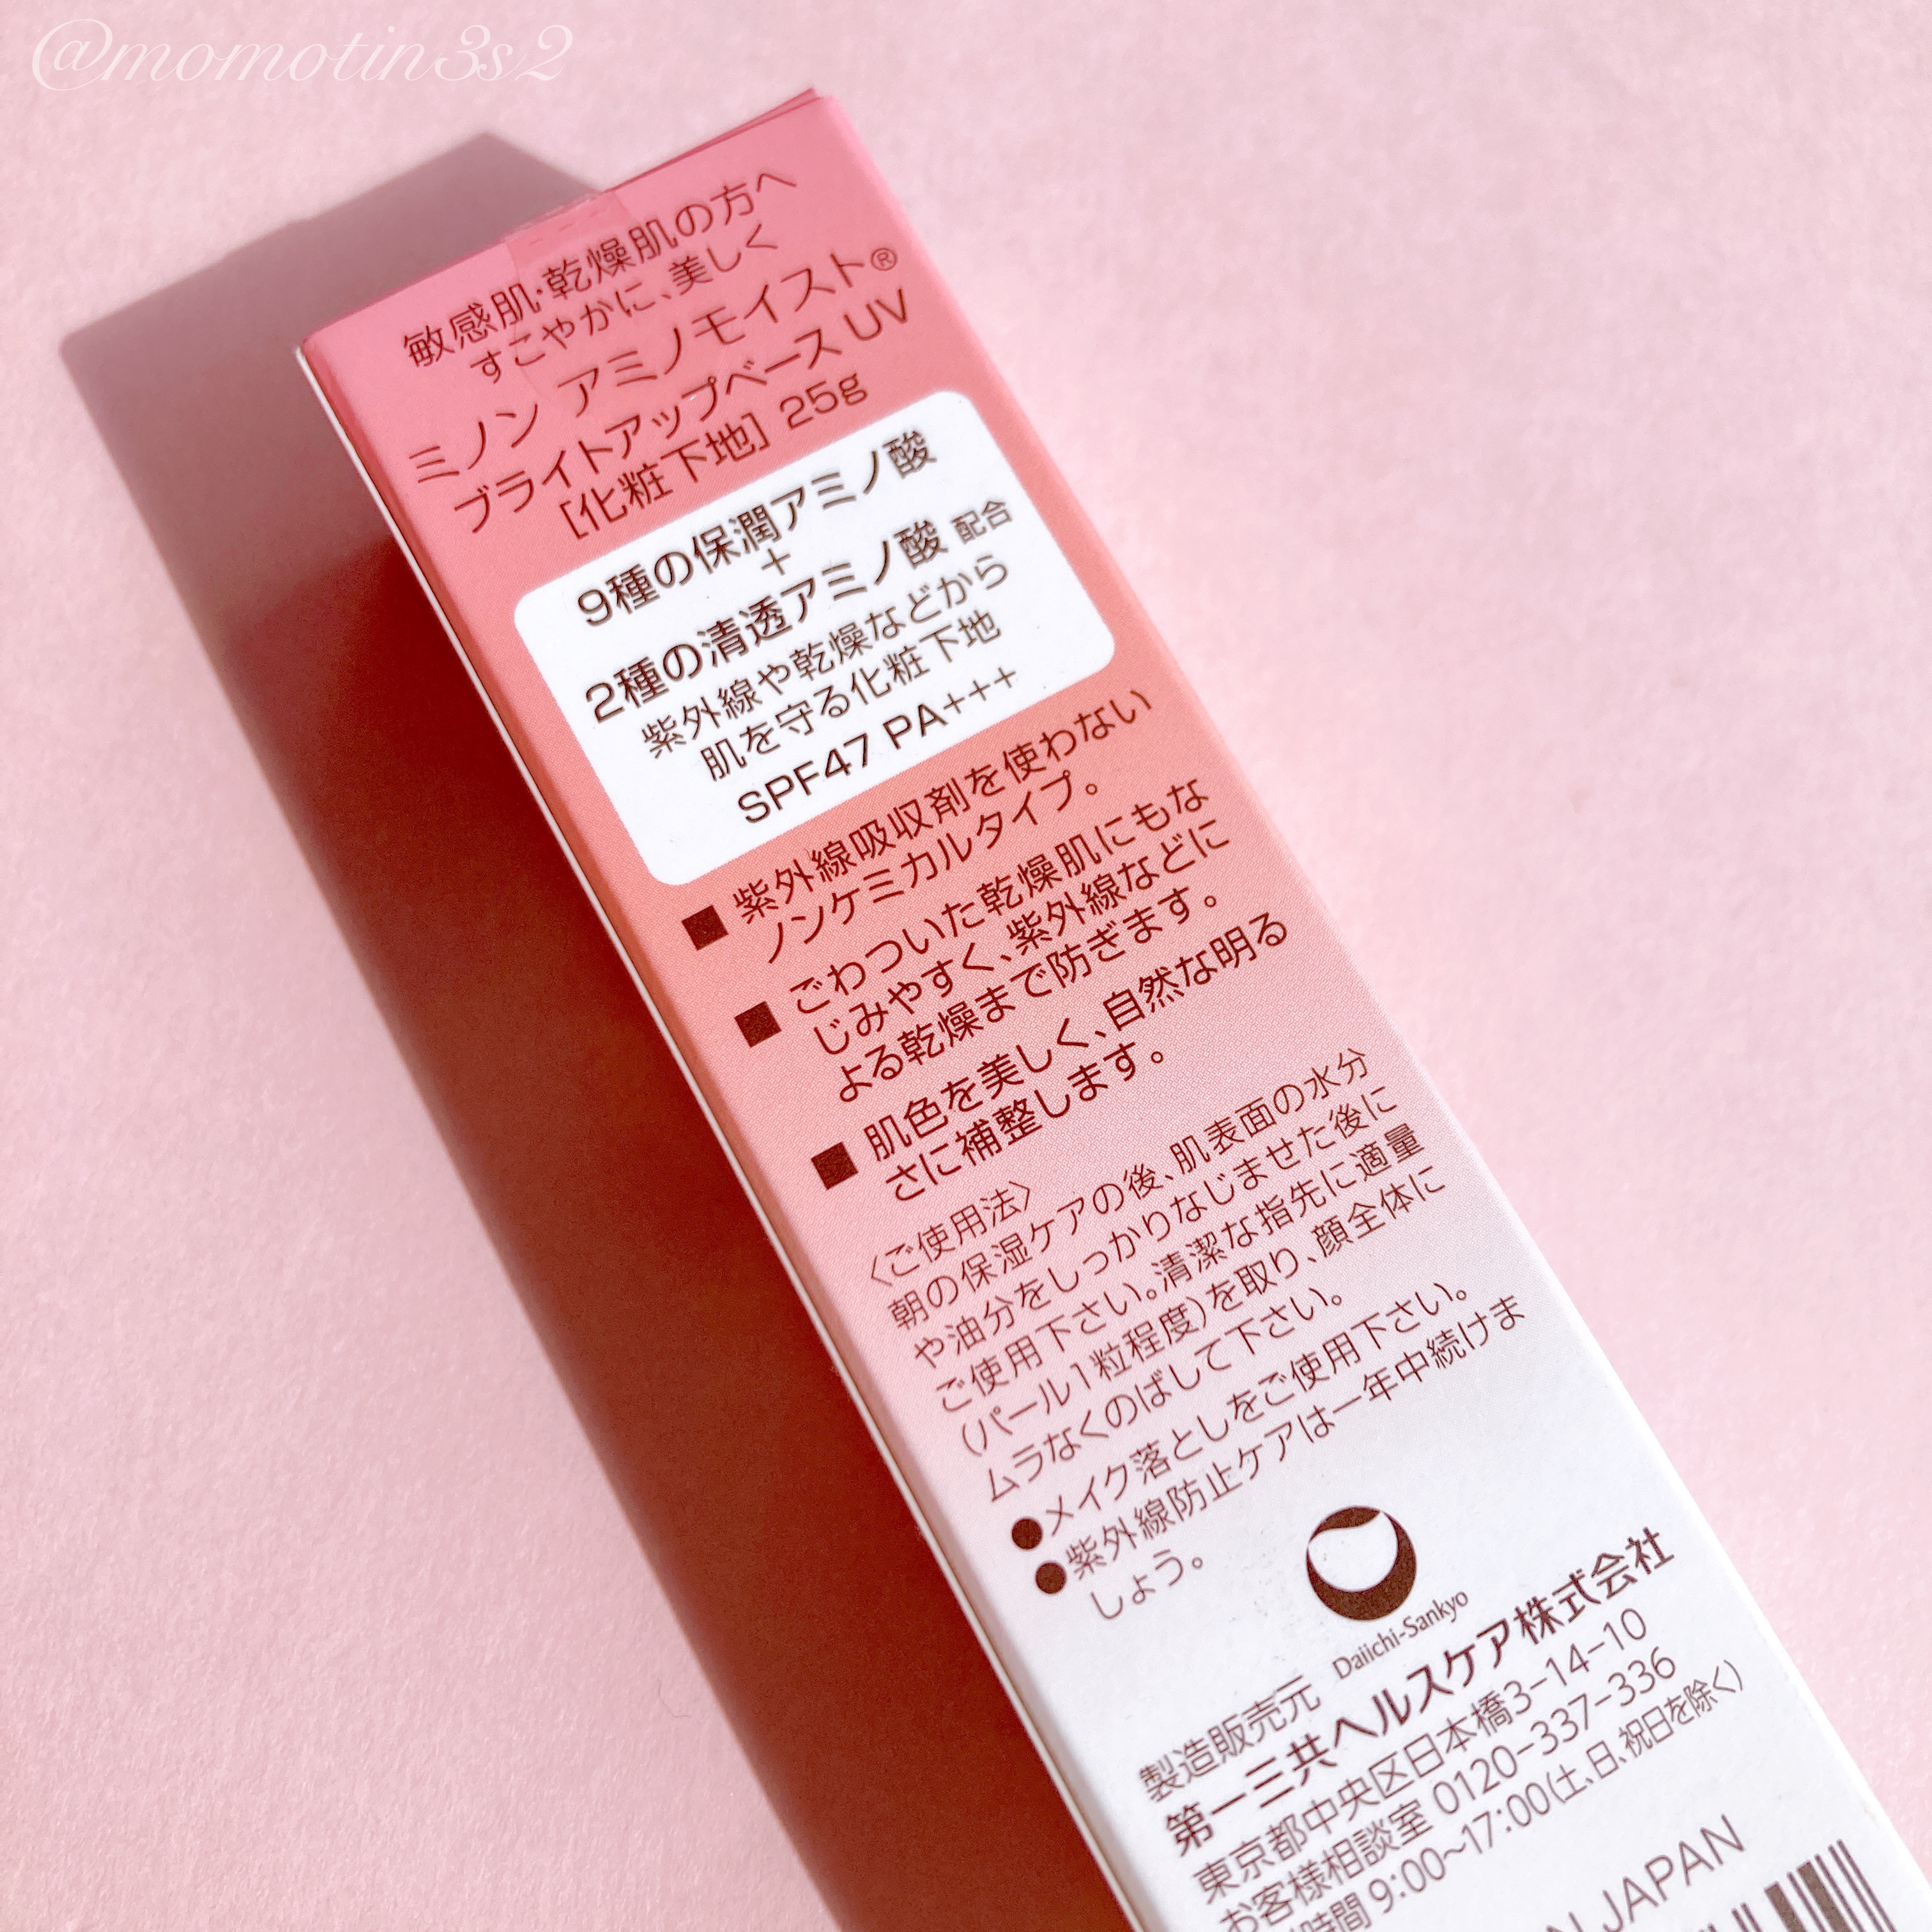 @momotin3s2
敏感肌・乾燥肌の方へ
すこやかに、美しく
ミノン アミノモイスト®
ブライトアップベース UV
[化粧下地] 25g
9種の保潤アミノ酸
+
2種の清透アミノ酸 配合
紫外線や乾燥などから
肌を守る化粧下地
SPF47 PA+++
■ 紫外線吸収剤を使わない
ノンケミカルタイプ。
■ ごわついた乾燥肌にもな
じみやすく、紫外線などに
よる乾燥まで防ぎます。
■ 肌色を美しく、自然な明る
さに補整します。
〈ご使用法〉
朝の保湿ケアの後、肌表面の水分
や油分をしっかりなじませた後に
ご使用下さい。清潔な指先に適量
(パール1粒程度)を取り、顔全体に
ムラなくのばして下さい。
●メイク落としをご使用下さい。
●紫外線防止ケアは一年中続けま
しょう。
Daiichi-Sankyo
製造販売元
第一三共ヘルスケア株式会社
東京都中央区日本橋3-14-10
お客様相談室 0120-337-336
時間 9:00~17:00(土、日、祝日を除く)
JAPAN